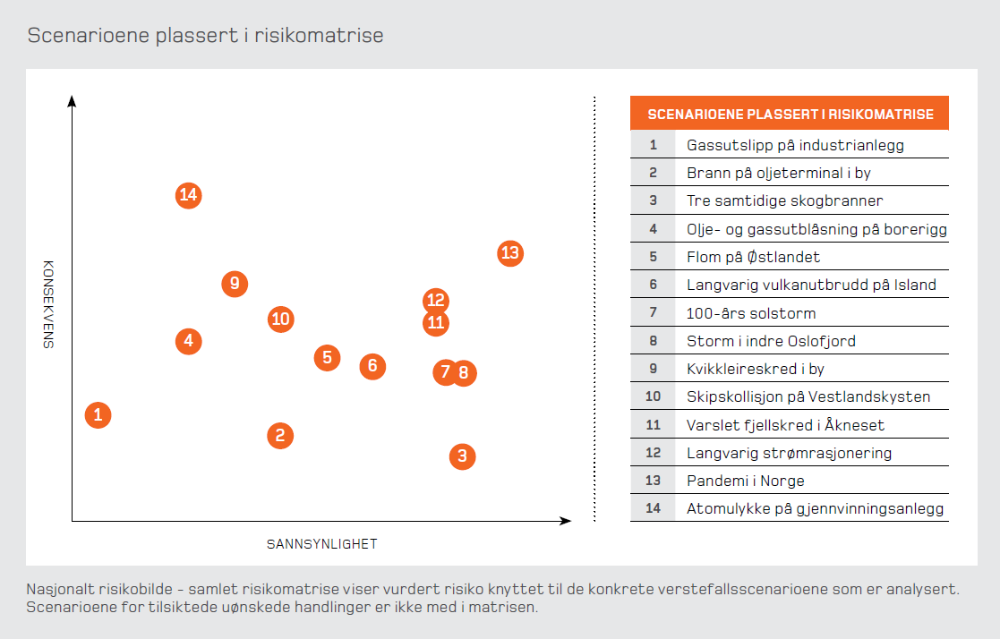 Scenarioene plassert i risikomatrise
KONSEKVENS
14
13
9
12
10
11
4
5
6
7
8
1
2
3
SANNSYNLIGHET
SCENARIOENE PLASSERT I RISIKOMATRISE
1 Gassutslipp på industrianlegg
2 Brann på oljeterminal i by
3 Tre samtidige skogbranner
4 Olje- og gassutblåsning på borerigg
5 Flom på Østlandet
6 Langvarig vulkanutbrudd på Island
7 100-års solstorm
8 Storm i indre Oslofjord
9 Kvikkleireskred i by
10 Skipskollisjon på Vestlandskysten
11 Varslet fjellskred i Åkneset
12 Langvarig strømrasjonering
13 Pandemi i Norge
14 Atomulykke på gjennvinningsanlegg
Nasjonalt risikobilde - samlet risikomatrise viser vurdert risiko knyttet til de konkrete verstefallsscenarioene som er analysert.
Scenarioene for tilsiktede uønskede handlinger er ikke med i matrisen.